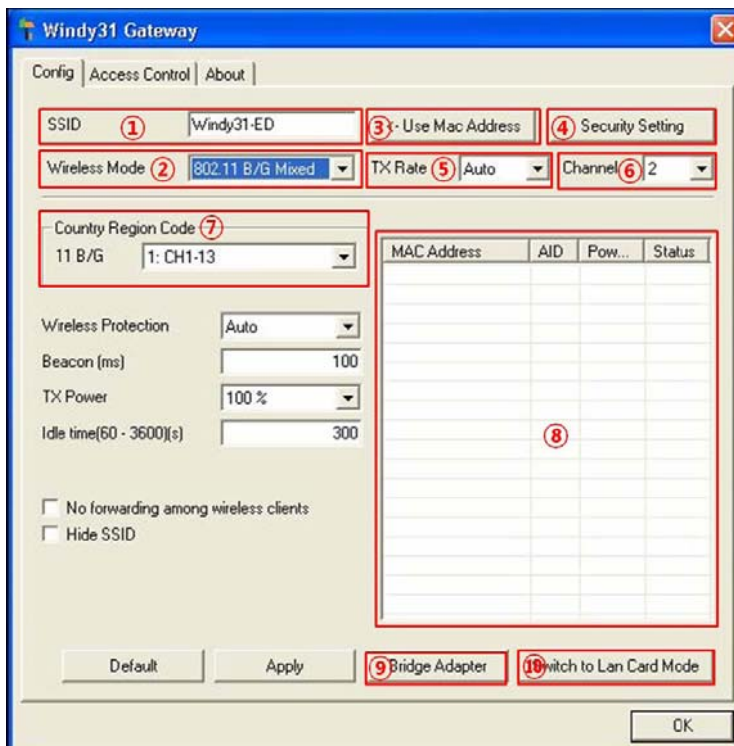 Windy31 Gateway
Config Access Control About
SSID ① Windy31-ED ③ <- Use Mac Address ④ Security Setting
Wireless Mode ② 802.11 B/G Mixed TX Rate ⑤ Auto Channel ⑥ 2
Country Region Code ⑦
11 B/G 1: CH1-13
MAC Address AID Pow... Status
Wireless Protection Auto
Beacon (ms) 100
TX Power 100 %
Idle time(60 - 3600)(s) 300
⑧
No forwarding among wireless clients
Hide SSID
Default Apply ⑨ Bridge Adapter ⑩ Switch to Lan Card Mode
OK